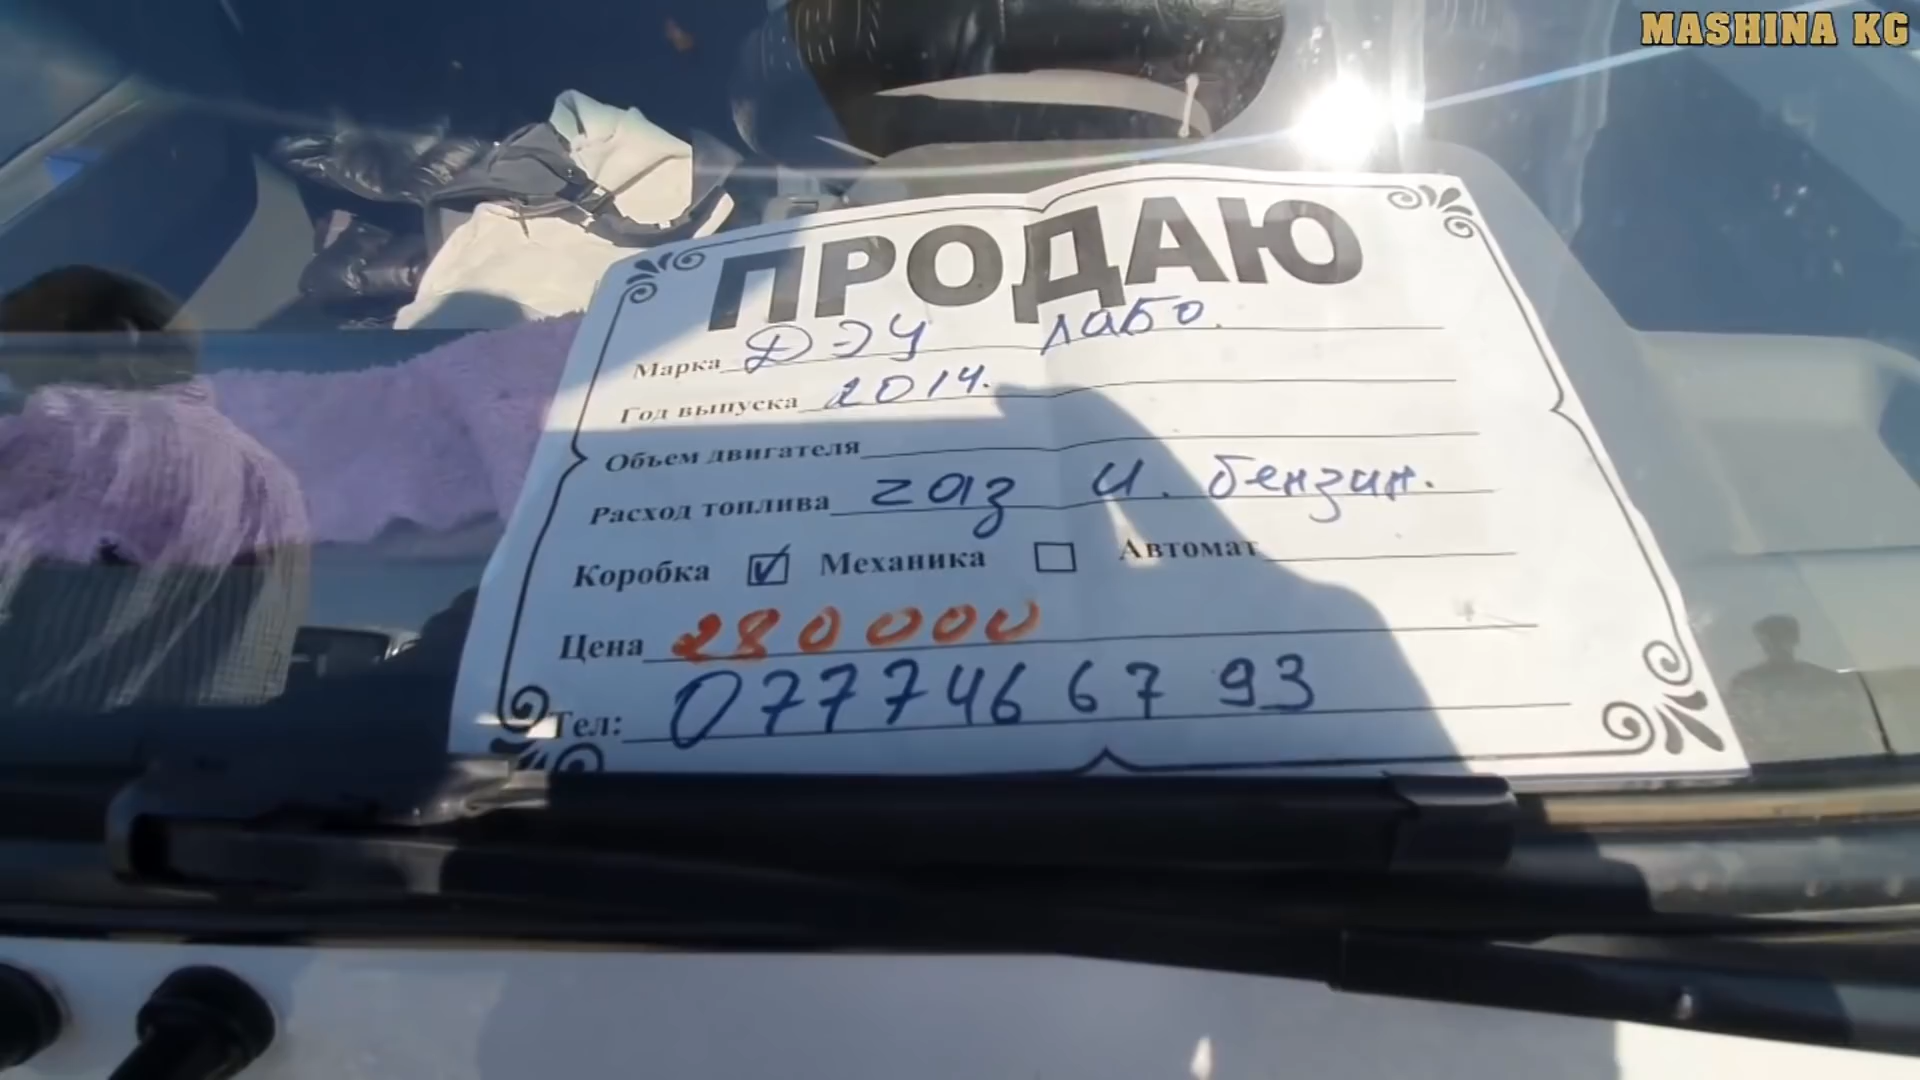 MASHINA KG
ПРОДАЮ
Марка ДЭУ лабо.
Год выпуска 2014.
Объем двигателя
Расход топлива газ и. бензин.
Коробка ☑ Механика ☐ Автомат
Цена 280000
Тел: 0777466793